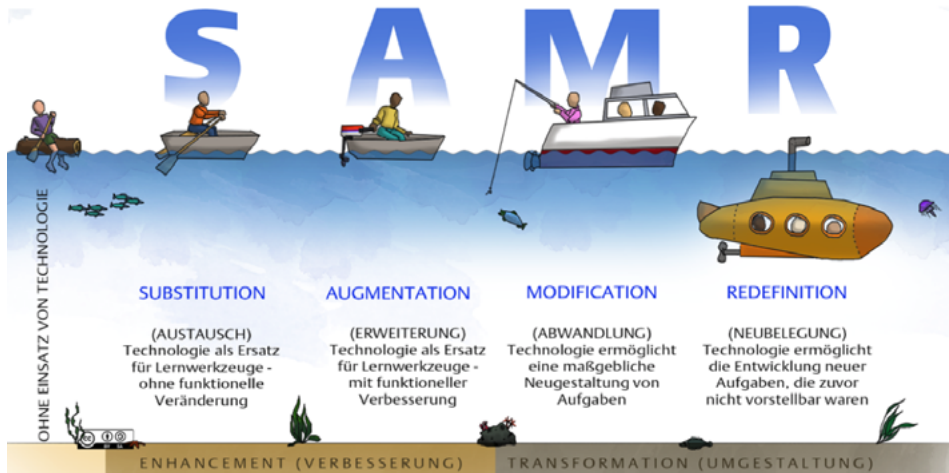 SAMR
OHNE EINSATZ VON TECHNOLOGIE
SUBSTITUTION
(AUSTAUSCH)
Technologie als Ersatz
für Lernwerkzeuge -
ohne funktionelle
Veränderung
AUGMENTATION
(ERWEITERUNG)
Technologie als Ersatz
für Lernwerkzeuge -
mit funktioneller
Verbesserung
MODIFICATION
(ABWANDLUNG)
Technologie ermöglicht
eine maßgebliche
Neugestaltung von
Aufgaben
REDEFINITION
(NEUBELEGUNG)
Technologie ermöglicht
die Entwicklung neuer
Aufgaben, die zuvor
nicht vorstellbar waren
cc
ENHANCEMENT (VERBESSERUNG)
TRANSFORMATION (UMGESTALTUNG)